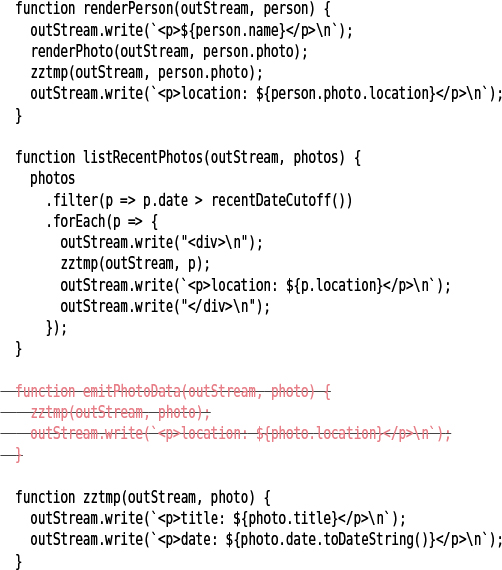 function renderPerson(outStream, person) {
  outStream.write(`<p>${person.name}</p>\n`);
  renderPhoto(outStream, person.photo);
  zztmp(outStream, person.photo);
  outStream.write(`<p>location: ${person.photo.location}</p>\n`);
}

function listRecentPhotos(outStream, photos) {
  photos
    .filter(p => p.date > recentDateCutoff())
    .forEach(p => {
      outStream.write("<div>\n");
      zztmp(outStream, p);
      outStream.write(`<p>location: ${p.location}</p>\n`);
      outStream.write("</div>\n");
    });
}

function emitPhotoData(outStream, photo) {
  zztmp(outStream, photo);
  outStream.write(`<p>location: ${photo.location}</p>\n`);
}

function zztmp(outStream, photo) {
  outStream.write(`<p>title: ${photo.title}</p>\n`);
  outStream.write(`<p>date: ${photo.date.toDateString()}</p>\n`);
}